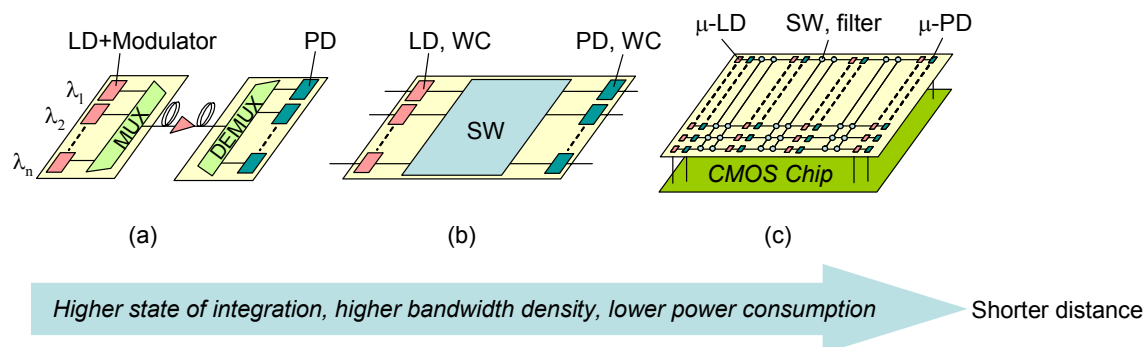 LD+Modulator
PD
λ1
λ2
λn
MUX
DEMUX
(a)
LD, WC
PD, WC
SW
(b)
μ-LD
SW, filter
μ-PD
CMOS Chip
(c)
Higher state of integration, higher bandwidth density, lower power consumption
Shorter distance